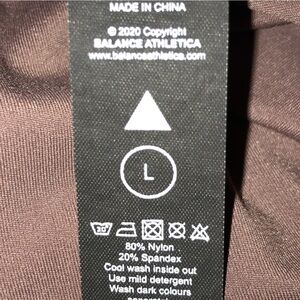 MADE IN CHINA
© 2020 Copyright
BALANCE ATHLETICA
www.balanceathletica.com
L
30°
80% Nylon
20% Spandex
Cool wash inside out
Use mild detergent
Wash dark colours